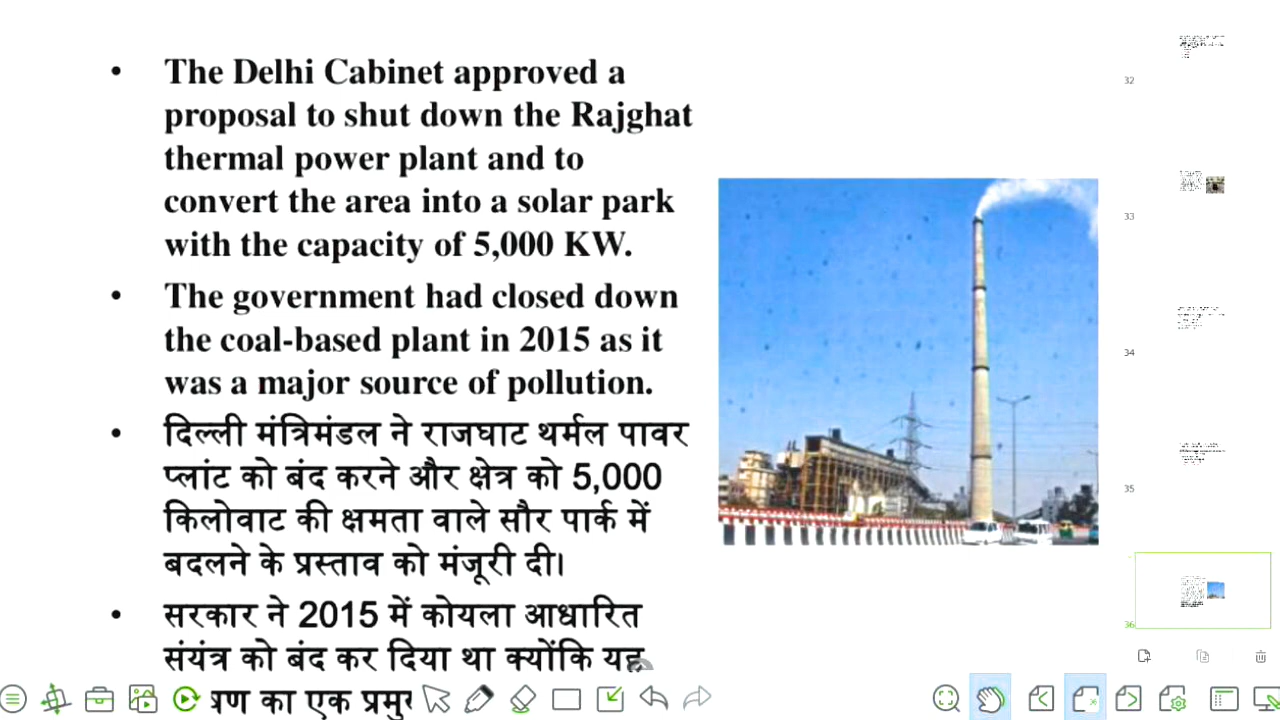 The Delhi Cabinet approved a
proposal to shut down the Rajghat
thermal power plant and to
convert the area into a solar park
with the capacity of 5,000 KW.
The government had closed down
the coal-based plant in 2015 as it
was a major source of pollution.
दिल्ली मंत्रिमंडल ने राजघाट थर्मल पावर
प्लांट को बंद करने और क्षेत्र को 5,000
किलोवाट की क्षमता वाले सौर पार्क में
बदलने के प्रस्ताव को मंजूरी दी।
सरकार ने 2015 में कोयला आधारित
संयंत्र को बंद कर दिया था क्योंकि यह
का एक
32
33
34
35
36